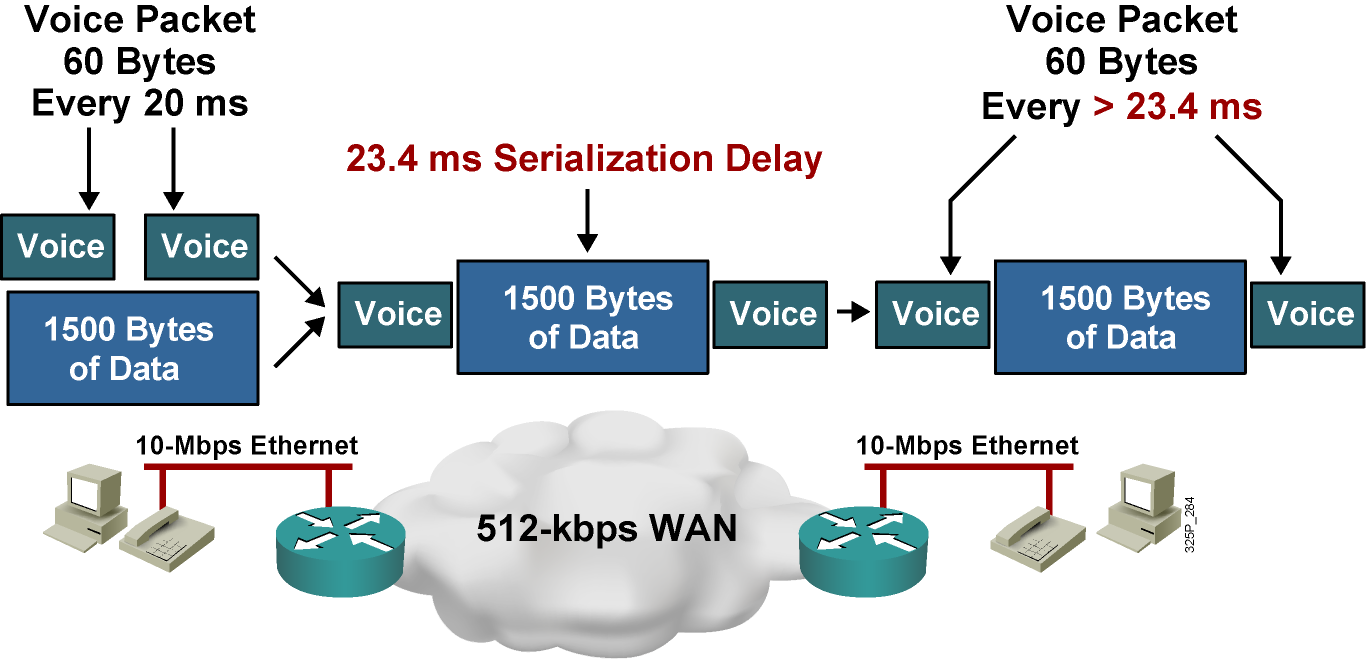 Voice Packet
60 Bytes
Every 20 ms
Voice Packet
60 Bytes
Every > 23.4 ms
23.4 ms Serialization Delay
Voice
Voice
1500 Bytes
of Data
Voice
1500 Bytes
of Data
Voice
Voice
1500 Bytes
of Data
Voice
10-Mbps Ethernet
10-Mbps Ethernet
512-kbps WAN
325P_284